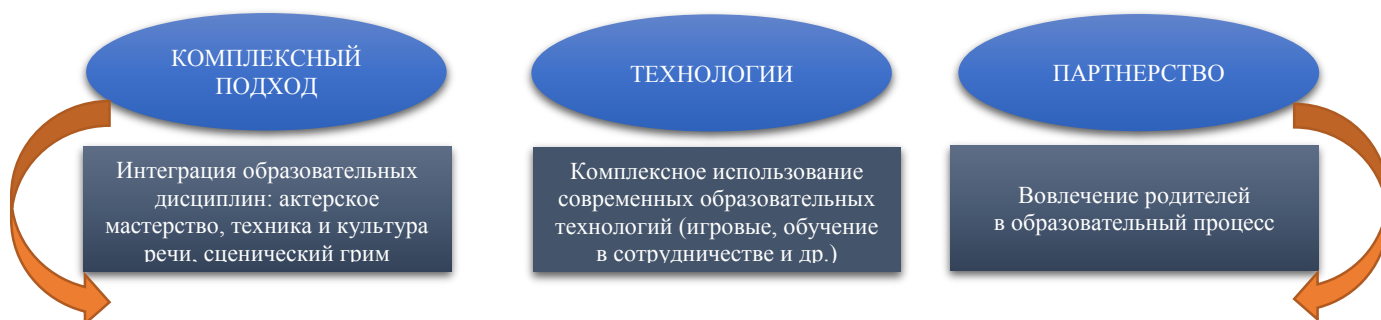 КОМПЛЕКСНЫЙ
ПОДХОД
ТЕХНОЛОГИИ
ПАРТНЕРСТВО
Интеграция образовательных
дисциплин: актерское
мастерство, техника и культура
речи, сценический грим
Комплексное использование
современных образовательных
технологий (игровые, обучение
в сотрудничестве и др.)
Вовлечение родителей
в образовательный процесс